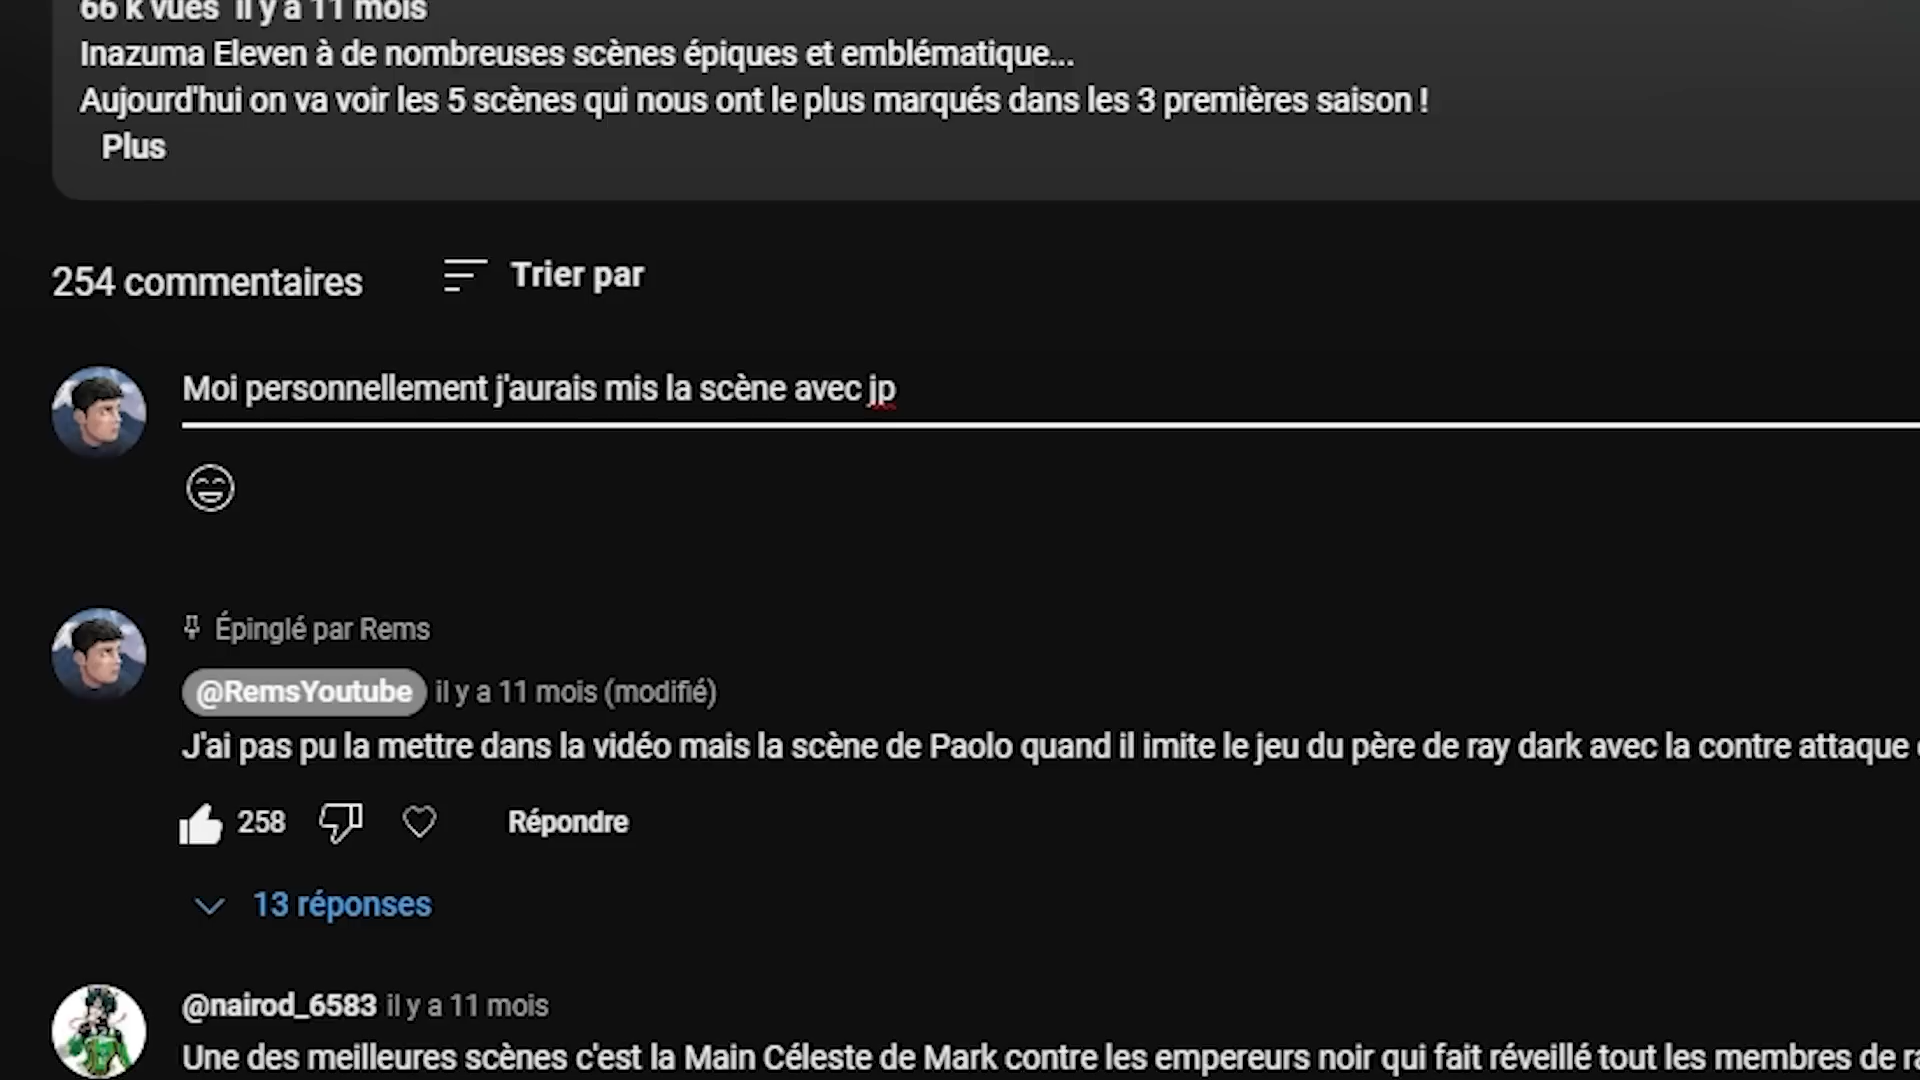 66 k vues il y a 11 mois
Inazuma Eleven à de nombreuses scènes épiques et emblématique...
Aujourd'hui on va voir les 5 scènes qui nous ont le plus marqués dans les 3 premières saison !
Plus
254 commentaires Trier par
Moi personnellement j'aurais mis la scène avec jp
Épinglé par Rems
@RemsYoutube il y a 11 mois (modifié)
J'ai pas pu la mettre dans la vidéo mais la scène de Paolo quand il imite le jeu du père de ray dark avec la contre attaque
258 Répondre
13 réponses
@nairod_6583 il y a 11 mois
Une des meilleures scènes c'est la Main Céleste de Mark contre les empereurs noir qui fait réveillé tout les membres de